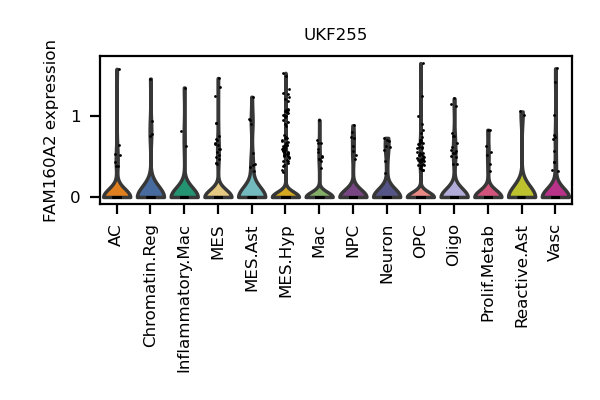 UKF255
FAM160A2 expression
1
0
AC
Chromatin.Reg
Inflammatory.Mac
MES
MES.Ast
MES.Hyp
Mac
NPC
Neuron
OPC
Oligo
Prolif.Metab
Reactive.Ast
Vasc